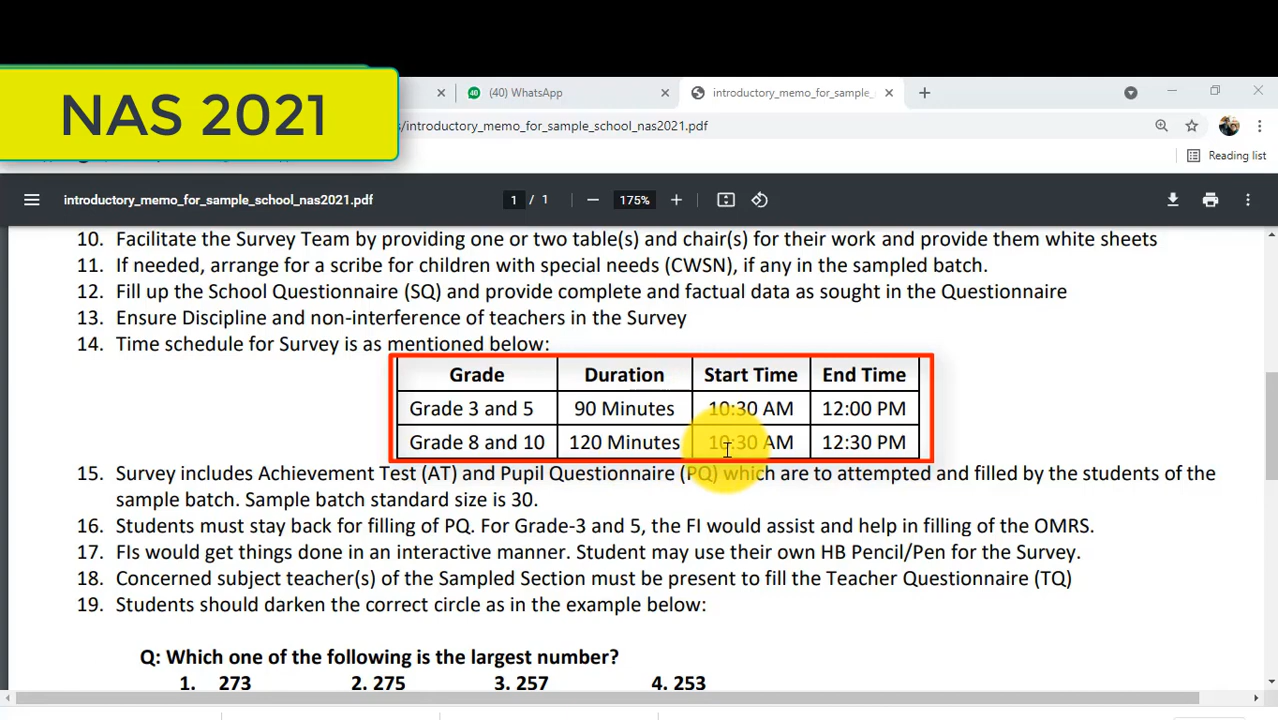 NAS 2021
(40) WhatsApp
introductory_memo_for_sample_
s/introductory_memo_for_sample_school_nas2021.pdf
Reading list
introductory_memo_for_sample_school_nas2021.pdf
1 / 1
175%
10. Facilitate the Survey Team by providing one or two table(s) and chair(s) for their work and provide them white sheets
11. If needed, arrange for a scribe for children with special needs (CWSN), if any in the sampled batch.
12. Fill up the School Questionnaire (SQ) and provide complete and factual data as sought in the Questionnaire
13. Ensure Discipline and non-interference of teachers in the Survey
14. Time schedule for Survey is as mentioned below:
Grade Duration Start Time End Time
Grade 3 and 5 90 Minutes 10:30 AM 12:00 PM
Grade 8 and 10 120 Minutes 10:30 AM 12:30 PM
15. Survey includes Achievement Test (AT) and Pupil Questionnaire (PQ) which are to attempted and filled by the students of the
sample batch. Sample batch standard size is 30.
16. Students must stay back for filling of PQ. For Grade-3 and 5, the FI would assist and help in filling of the OMRS.
17. FIs would get things done in an interactive manner. Student may use their own HB Pencil/Pen for the Survey.
18. Concerned subject teacher(s) of the Sampled Section must be present to fill the Teacher Questionnaire (TQ)
19. Students should darken the correct circle as in the example below:
Q: Which one of the following is the largest number?
1. 273 2. 275 3. 257 4. 253